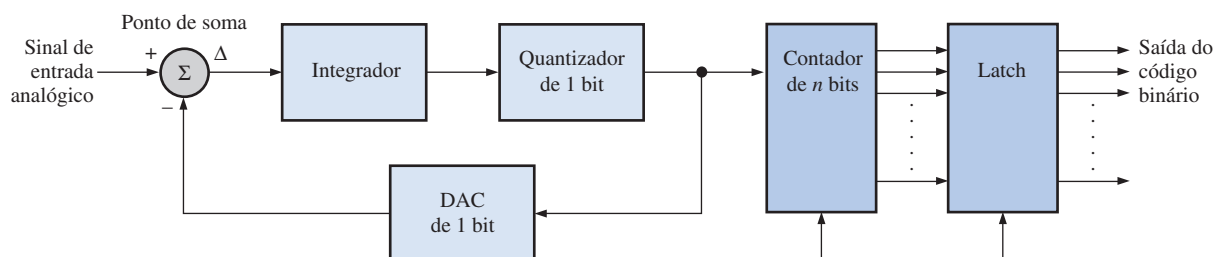 Ponto de soma
Sinal de
entrada
analógico
+
Σ
−
Δ
Integrador
Quantizador
de 1 bit
DAC
de 1 bit
Contador
de n bits
Latch
Saída do
código
binário